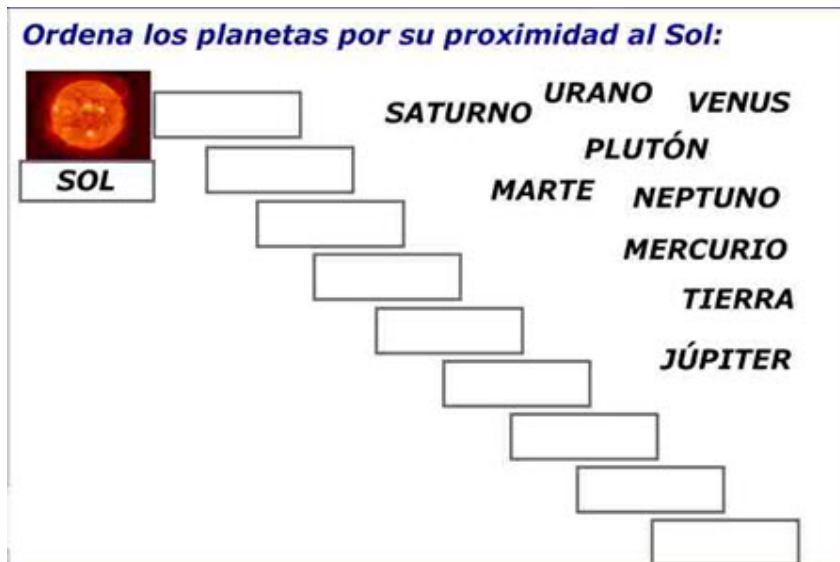 Ordena los planetas por su proximidad al Sol:
SOL
SATURNO
URANO
VENUS
PLUTÓN
MARTE
NEPTUNO
MERCURIO
TIERRA
JÚPITER